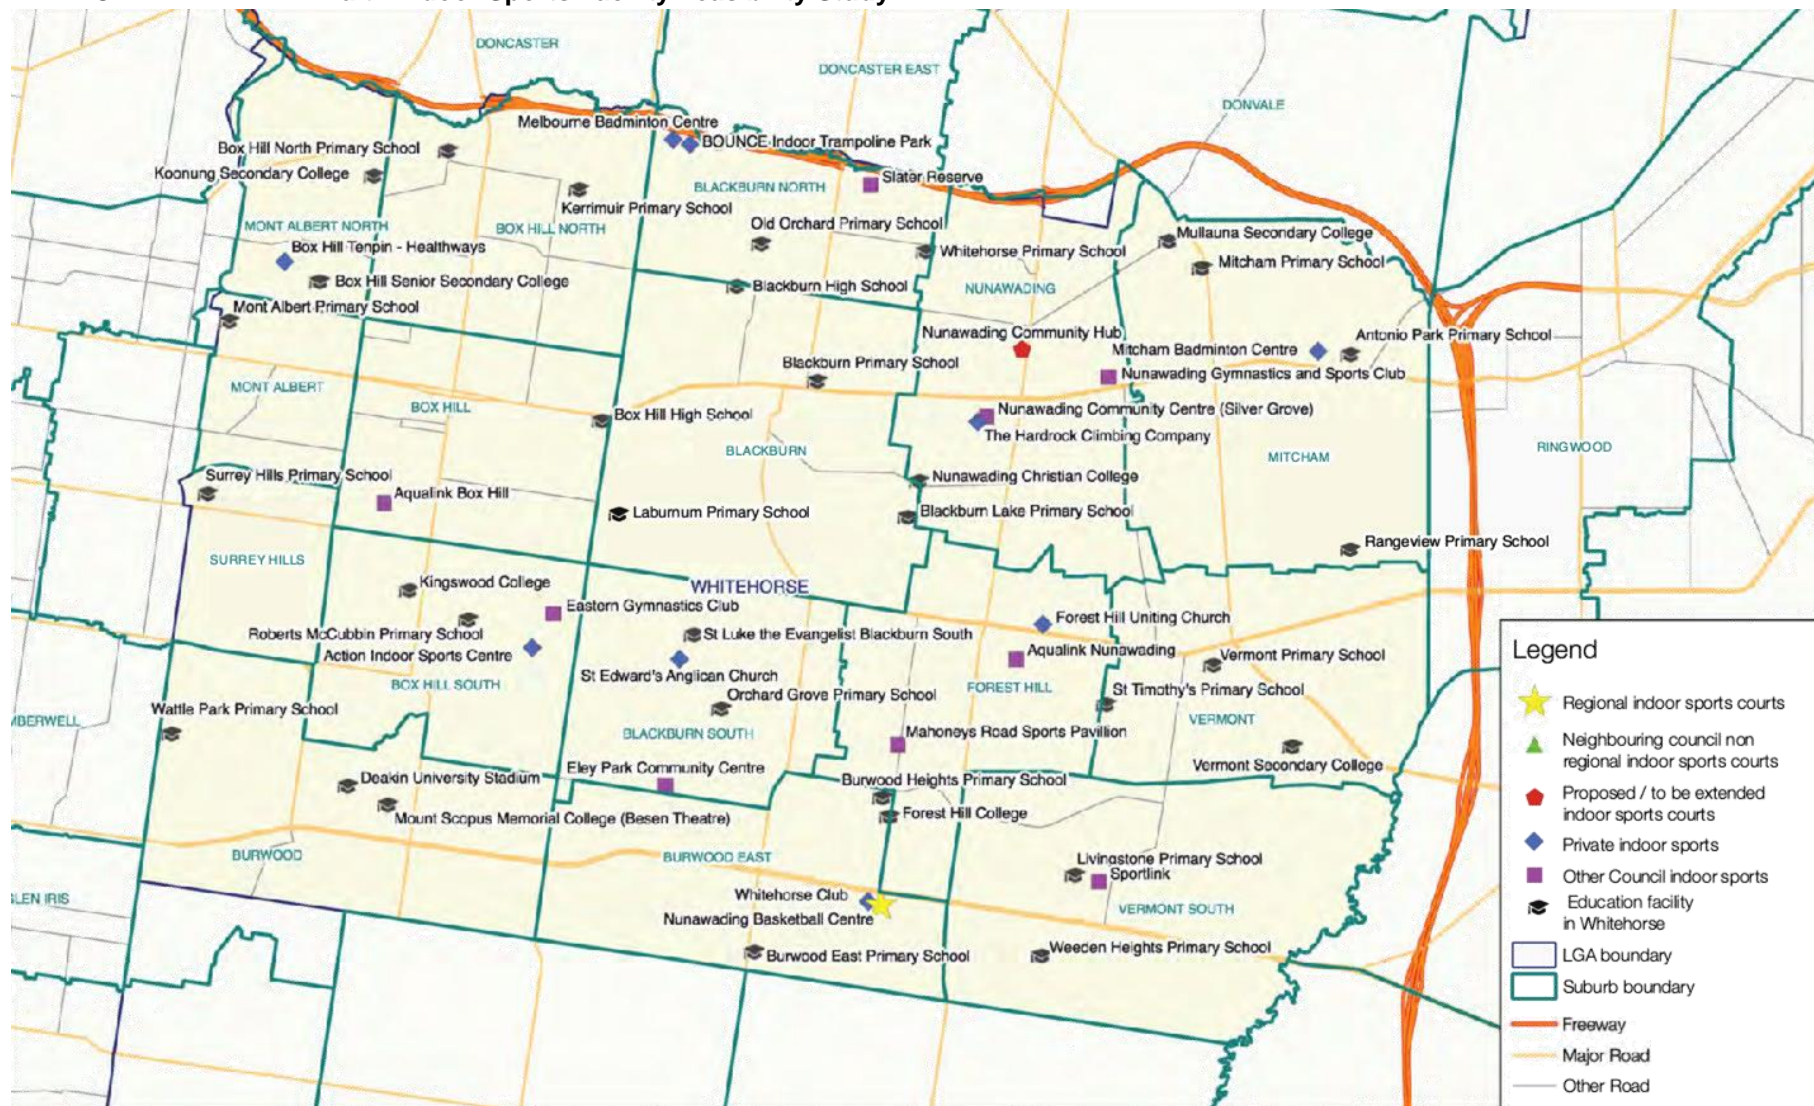 Indoor Sports Facility Feasibility Study
DONCASTER
DONCASTER EAST
DONVALE
Melbourne Badminton Centre
BOUNCE Indoor Trampoline Park
Box Hill North Primary School
Koonung Secondary College
Slater Reserve
BLACKBURN NORTH
Kerrimuir Primary School
MONT ALBERT NORTH
BOX HILL NORTH
Old Orchard Primary School
Mullauna Secondary College
Box Hill Tenpin - Healthways
Whitehorse Primary School
Mitcham Primary School
Box Hill Senior Secondary College
Blackburn High School
NUNAWADING
Mont Albert Primary School
Nunawading Community Hub
Antonio Park Primary School
Mitcham Badminton Centre
Blackburn Primary School
Nunawading Gymnastics and Sports Club
MONT ALBERT
BOX HILL
Box Hill High School
Nunawading Community Centre (Silver Grove)
The Hardrock Climbing Company
BLACKBURN
MITCHAM
RINGWOOD
Surrey Hills Primary School
Nunawading Christian College
Aqualink Box Hill
Laburnum Primary School
Blackburn Lake Primary School
Rangeview Primary School
SURREY HILLS
Kingswood College
WHITEHORSE
Eastern Gymnastics Club
Forest Hill Uniting Church
Roberts McCubbin Primary School
St Luke the Evangelist Blackburn South
Action Indoor Sports Centre
Aqualink Nunawading
Vermont Primary School
St Edward's Anglican Church
BOX HILL SOUTH
Orchard Grove Primary School
FOREST HILL
St Timothy's Primary School
Wattle Park Primary School
MBERWELL
VERMONT
BLACKBURN SOUTH
Mahoneys Road Sports Pavillion
Eley Park Community Centre
Vermont Secondary College
Deakin University Stadium
Burwood Heights Primary School
Mount Scopus Memorial College (Besen Theatre)
Forest Hill College
BURWOOD
BURWOOD EAST
Livingstone Primary School
Sportlink
GLEN IRIS
Whitehorse Club
Nunawading Basketball Centre
VERMONT SOUTH
Burwood East Primary School
Weeden Heights Primary School
Legend
Regional indoor sports courts
Neighbouring council non
regional indoor sports courts
Proposed / to be extended
indoor sports courts
Private indoor sports
Other Council indoor sports
Education facility
in Whitehorse
LGA boundary
Suburb boundary
Freeway
Major Road
Other Road